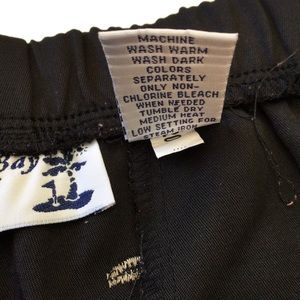 MACHINE
WASH WARM
WASH DARK
COLORS
SEPARATELY
ONLY NON-
CHLORINE BLEACH
WHEN NEEDED
TUMBLE DRY
MEDIUM HEAT
LOW SETTING FOR
STEAM IRON
Bay